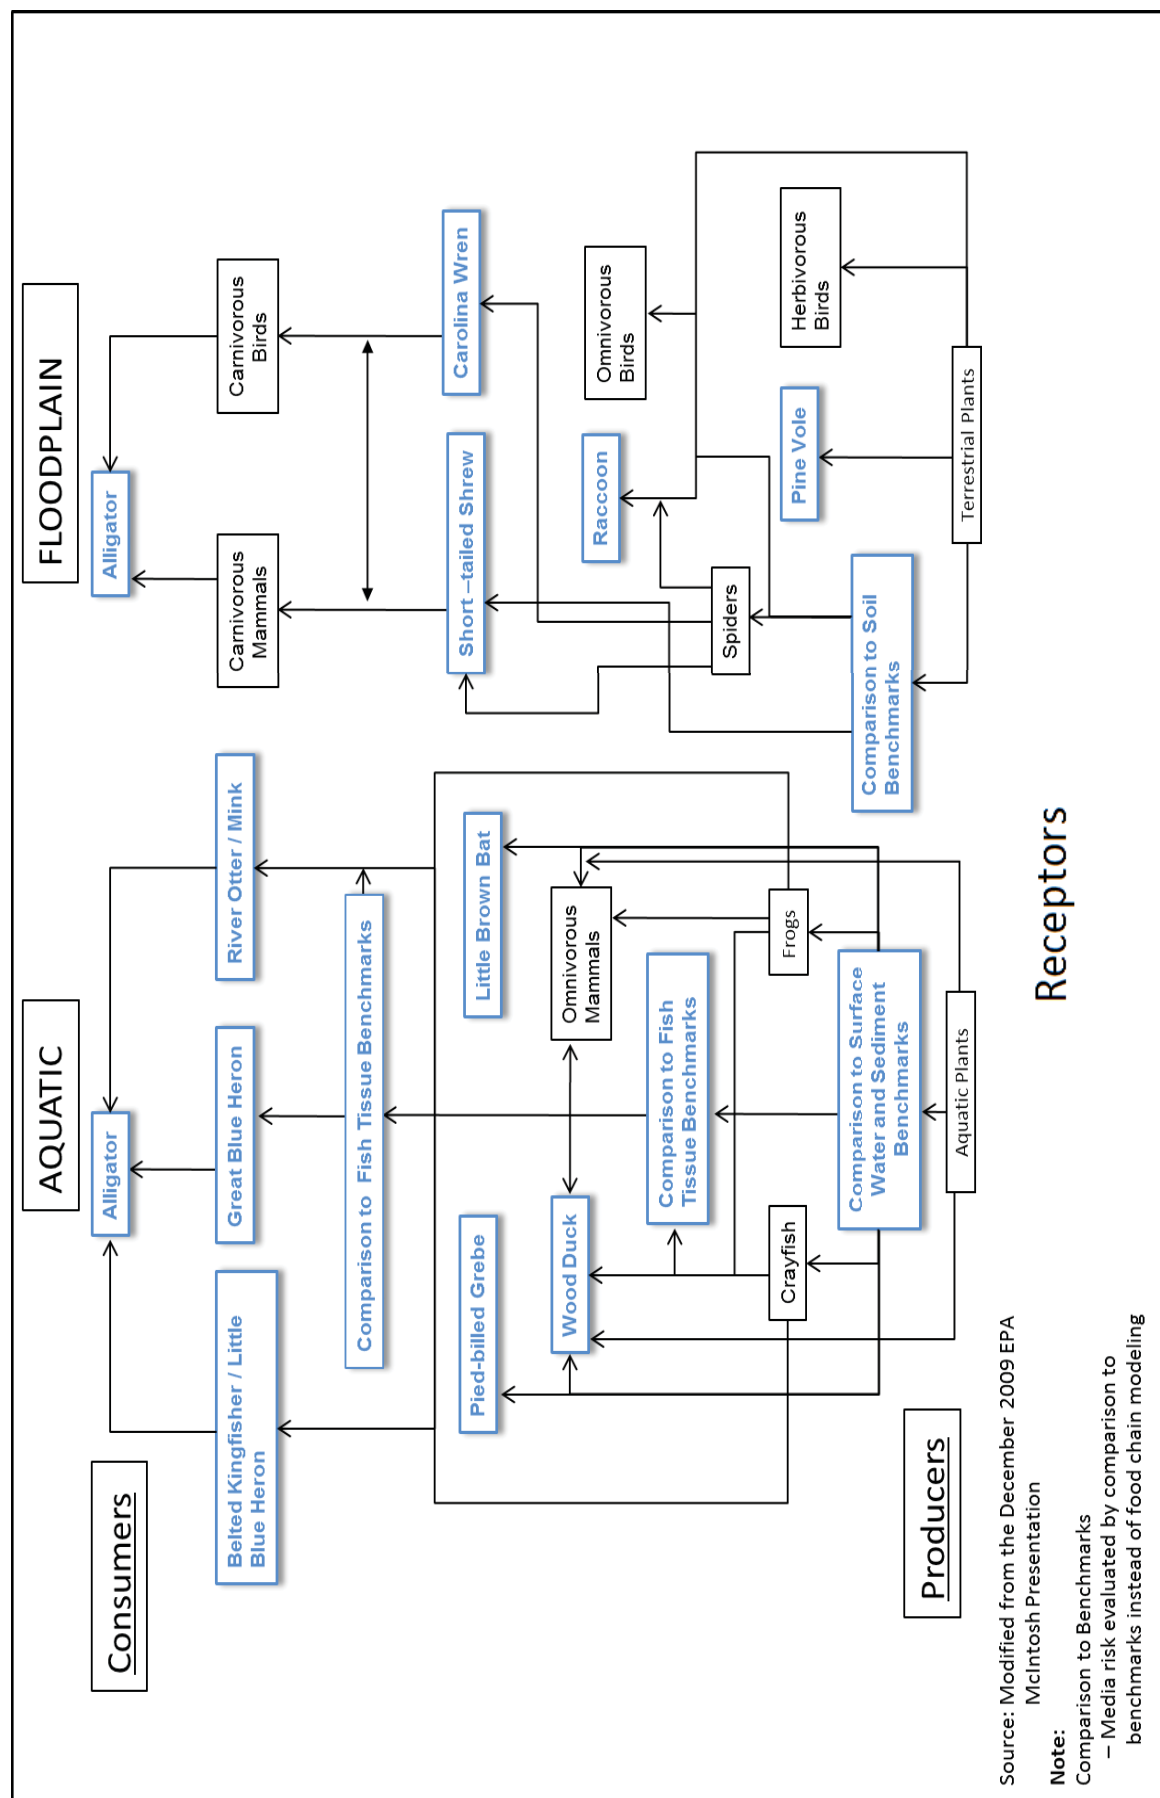 AQUATIC
FLOODPLAIN
Consumers
Alligator
Alligator
Belted Kingfisher / Little
Blue Heron
Great Blue Heron
River Otter / Mink
Carnivorous
Mammals
Carnivorous
Birds
Comparison to Fish Tissue Benchmarks
Pied-billed Grebe
Little Brown Bat
Short –tailed Shrew
Carolina Wren
Wood Duck
Omnivorous
Mammals
Raccoon
Omnivorous
Birds
Comparison to Fish
Tissue Benchmarks
Spiders
Crayfish
Frogs
Pine Vole
Herbivorous
Birds
Comparison to Surface
Water and Sediment
Benchmarks
Comparison to Soil
Benchmarks
Producers
Aquatic Plants
Terrestrial Plants
Receptors
Source: Modified from the December 2009 EPA
McIntosh Presentation
Note:
Comparison to Benchmarks
– Media risk evaluated by comparison to
benchmarks instead of food chain modeling